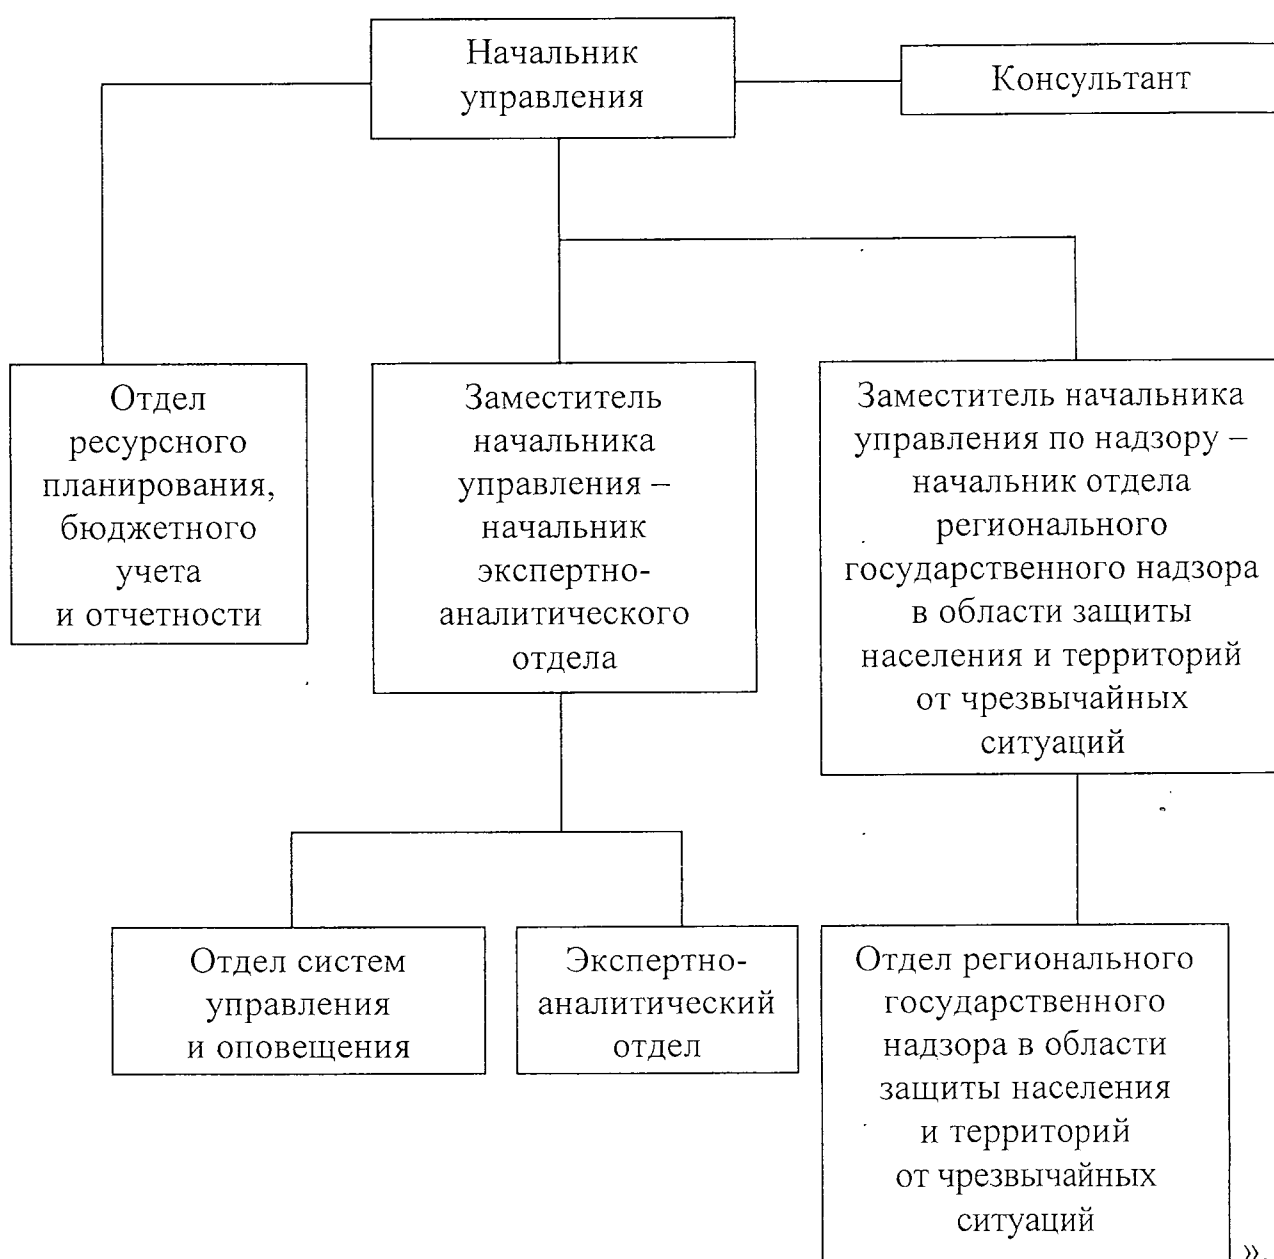 Начальник
управления
Консультант
Отдел
ресурсного
планирования,
бюджетного
учета
и отчетности
Заместитель
начальника
управления –
начальник
экспертно-
аналитического
отдела
Заместитель начальника
управления по надзору –
начальник отдела
регионального
государственного надзора
в области защиты
населения и территорий
от чрезвычайных
ситуаций
Отдел систем
управления
и оповещения
Экспертно-
аналитический
отдел
Отдел регионального
государственного
надзора в области
защиты населения
и территорий
от чрезвычайных
ситуаций
».